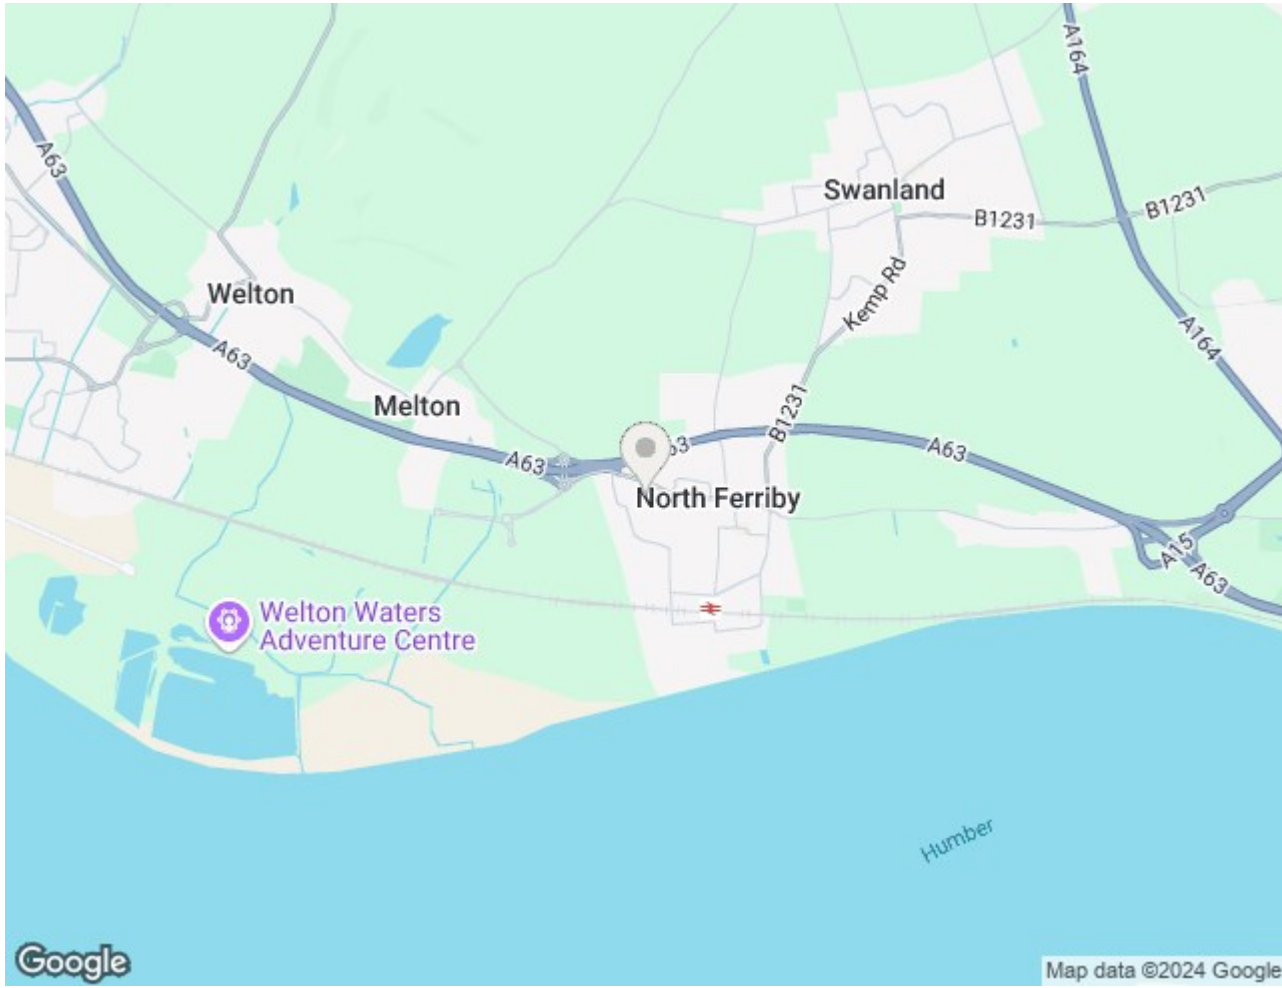 A164
A63
Swanland
B1231
B1231
Welton
Kemp Rd
A164
A63
Melton
B1231
A63
63
A63
North Ferriby
A15
A63
Welton Waters
Adventure Centre
Humber
Google
Map data ©2024 Google